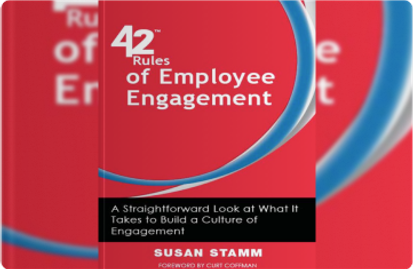 42™
Rules
of Employee
Engagement
A Straightforward Look at What It
Takes to Build a Culture of
Engagement
SUSAN STAMM
FOREWORD BY CURT COFFMAN